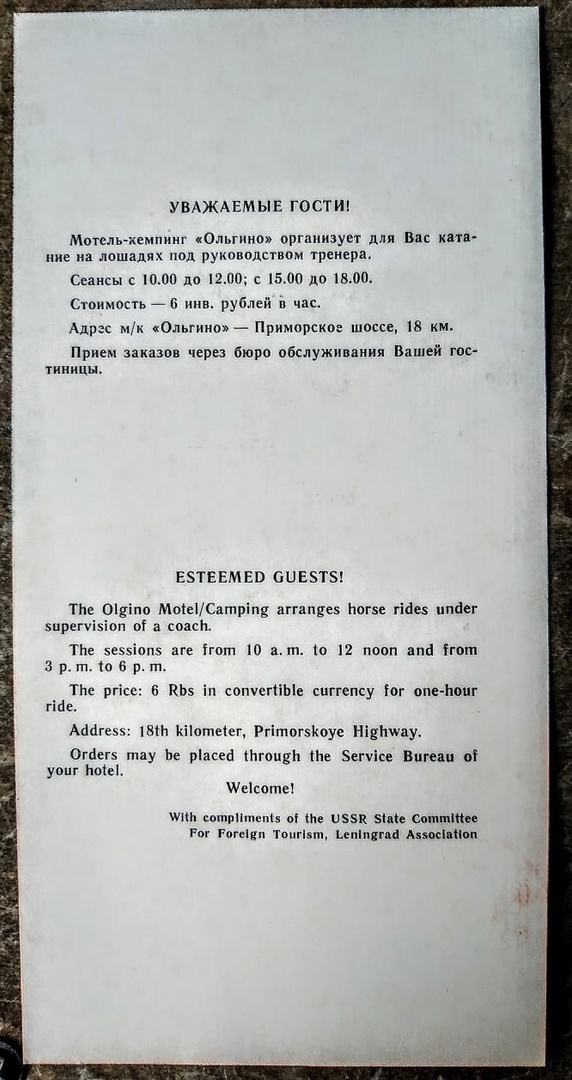 УВАЖАЕМЫЕ ГОСТИ!
Мотель-кемпинг «Ольгино» организует для Вас ката-
ние на лошадях под руководством тренера.
Сеансы с 10.00 до 12.00; с 15.00 до 18.00.
Стоимость — 6 инв. рублей в час.
Адрес м/к «Ольгино» — Приморское шоссе, 18 км.
Прием заказов через бюро обслуживания Вашей гос-
тиницы.
ESTEEMED GUESTS!
The Olgino Motel/Camping arranges horse rides under
supervision of a coach.
The sessions are from 10 a. m. to 12 noon and from
3 p. m. to 6 p. m.
The price: 6 Rbs in convertible currency for one-hour
ride.
Address: 18th kilometer, Primorskoye Highway.
Orders may be placed through the Service Bureau of
your hotel.
Welcome!
With compliments of the USSR State Committee
For Foreign Tourism, Leningrad Association